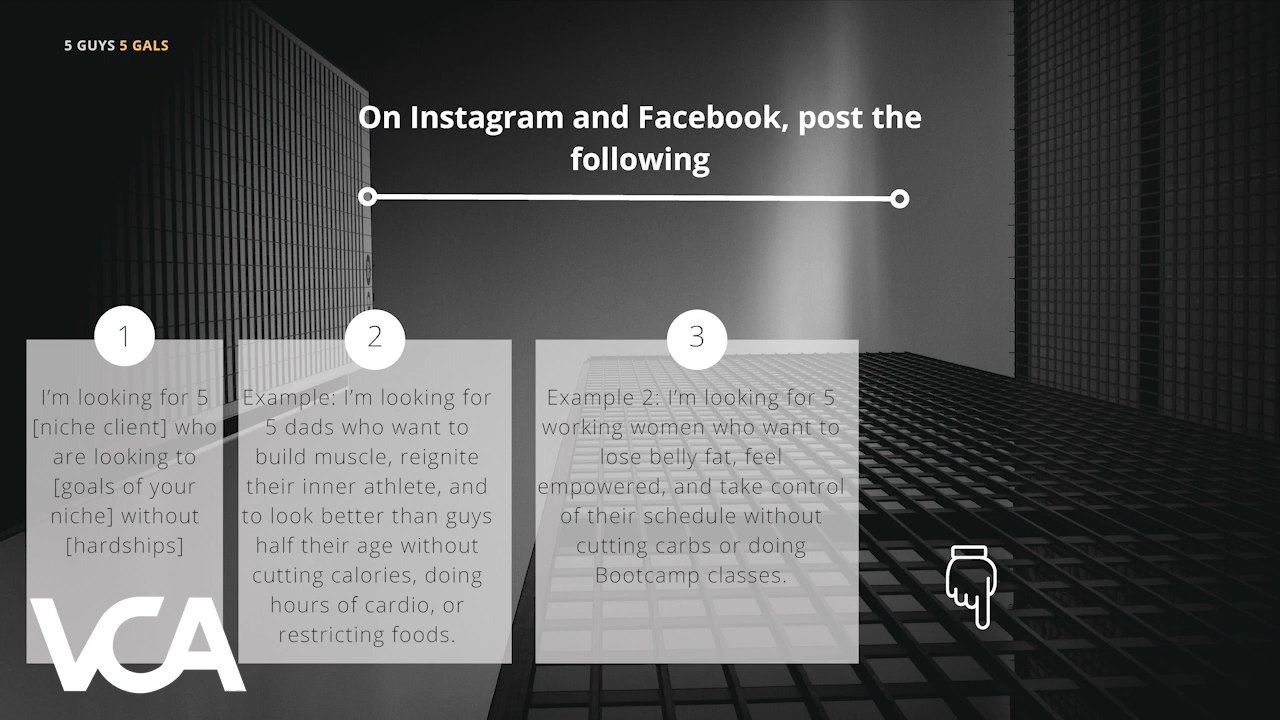 5 GUYS 5 GALS
On Instagram and Facebook, post the
following
1
I’m looking for 5
[niche client] who
are looking to
[goals of your
niche] without
[hardships]
2
Example: I’m looking for
5 dads who want to
build muscle, reignite
their inner athlete, and
to look better than guys
half their age without
cutting calories, doing
hours of cardio, or
restricting foods.
3
Example 2: I’m looking for 5
working women who want to
lose belly fat, feel
empowered, and take control
of their schedule without
cutting carbs or doing
Bootcamp classes.
VCA